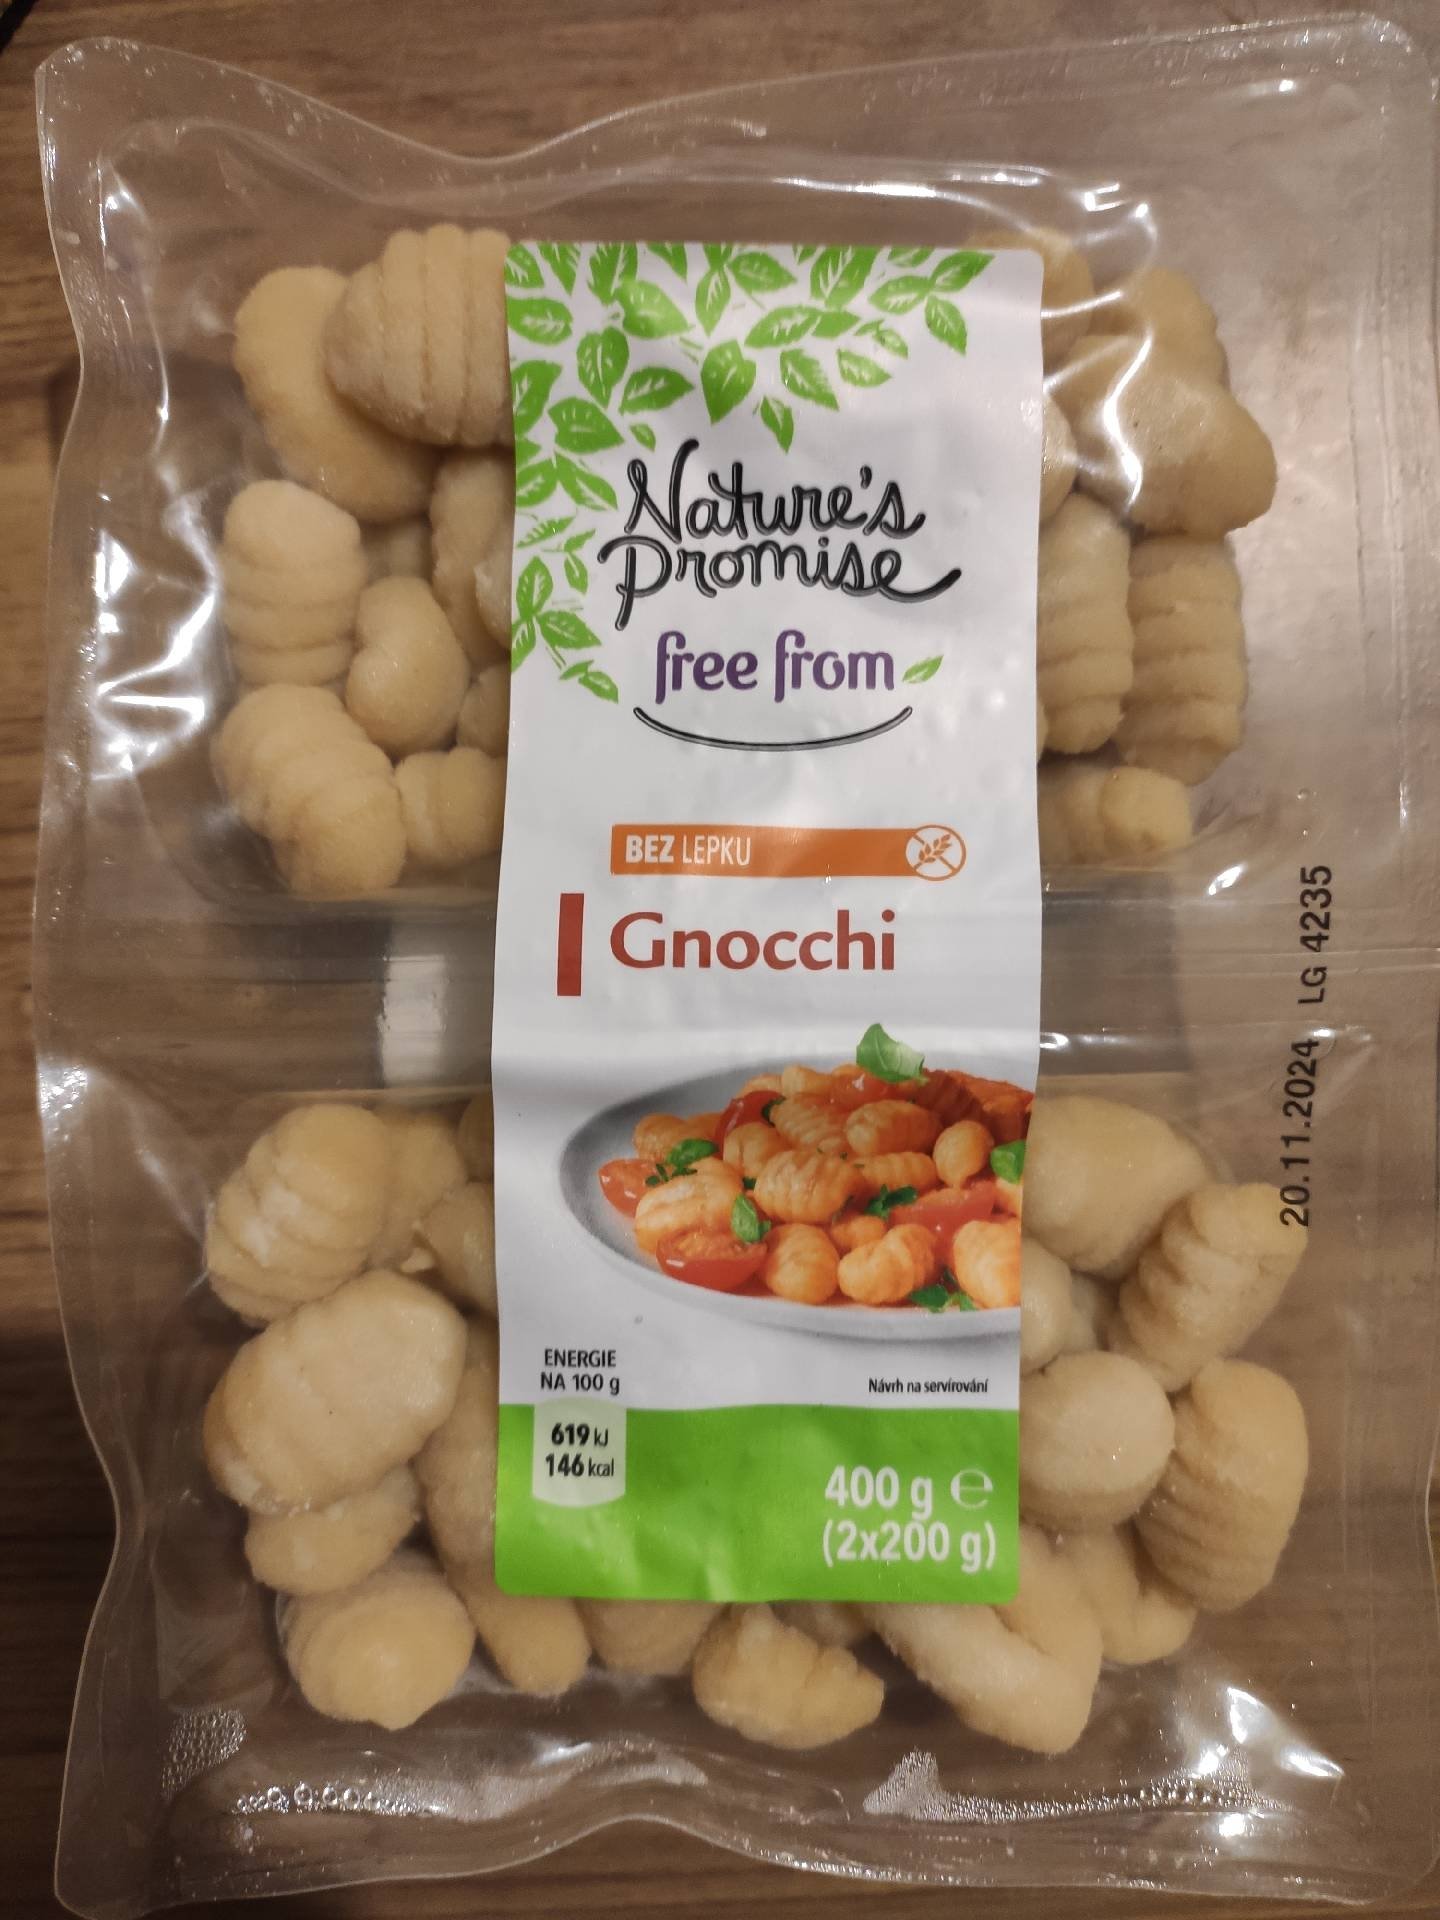 Nature's
Promise
free from
BEZ LEPKU
Gnocchi
20.11.2024 LG 4235
ENERGIE
NA 100 g
Návrh na servírování
619 kJ
146 kcal
400 g ℮
(2x200 g)